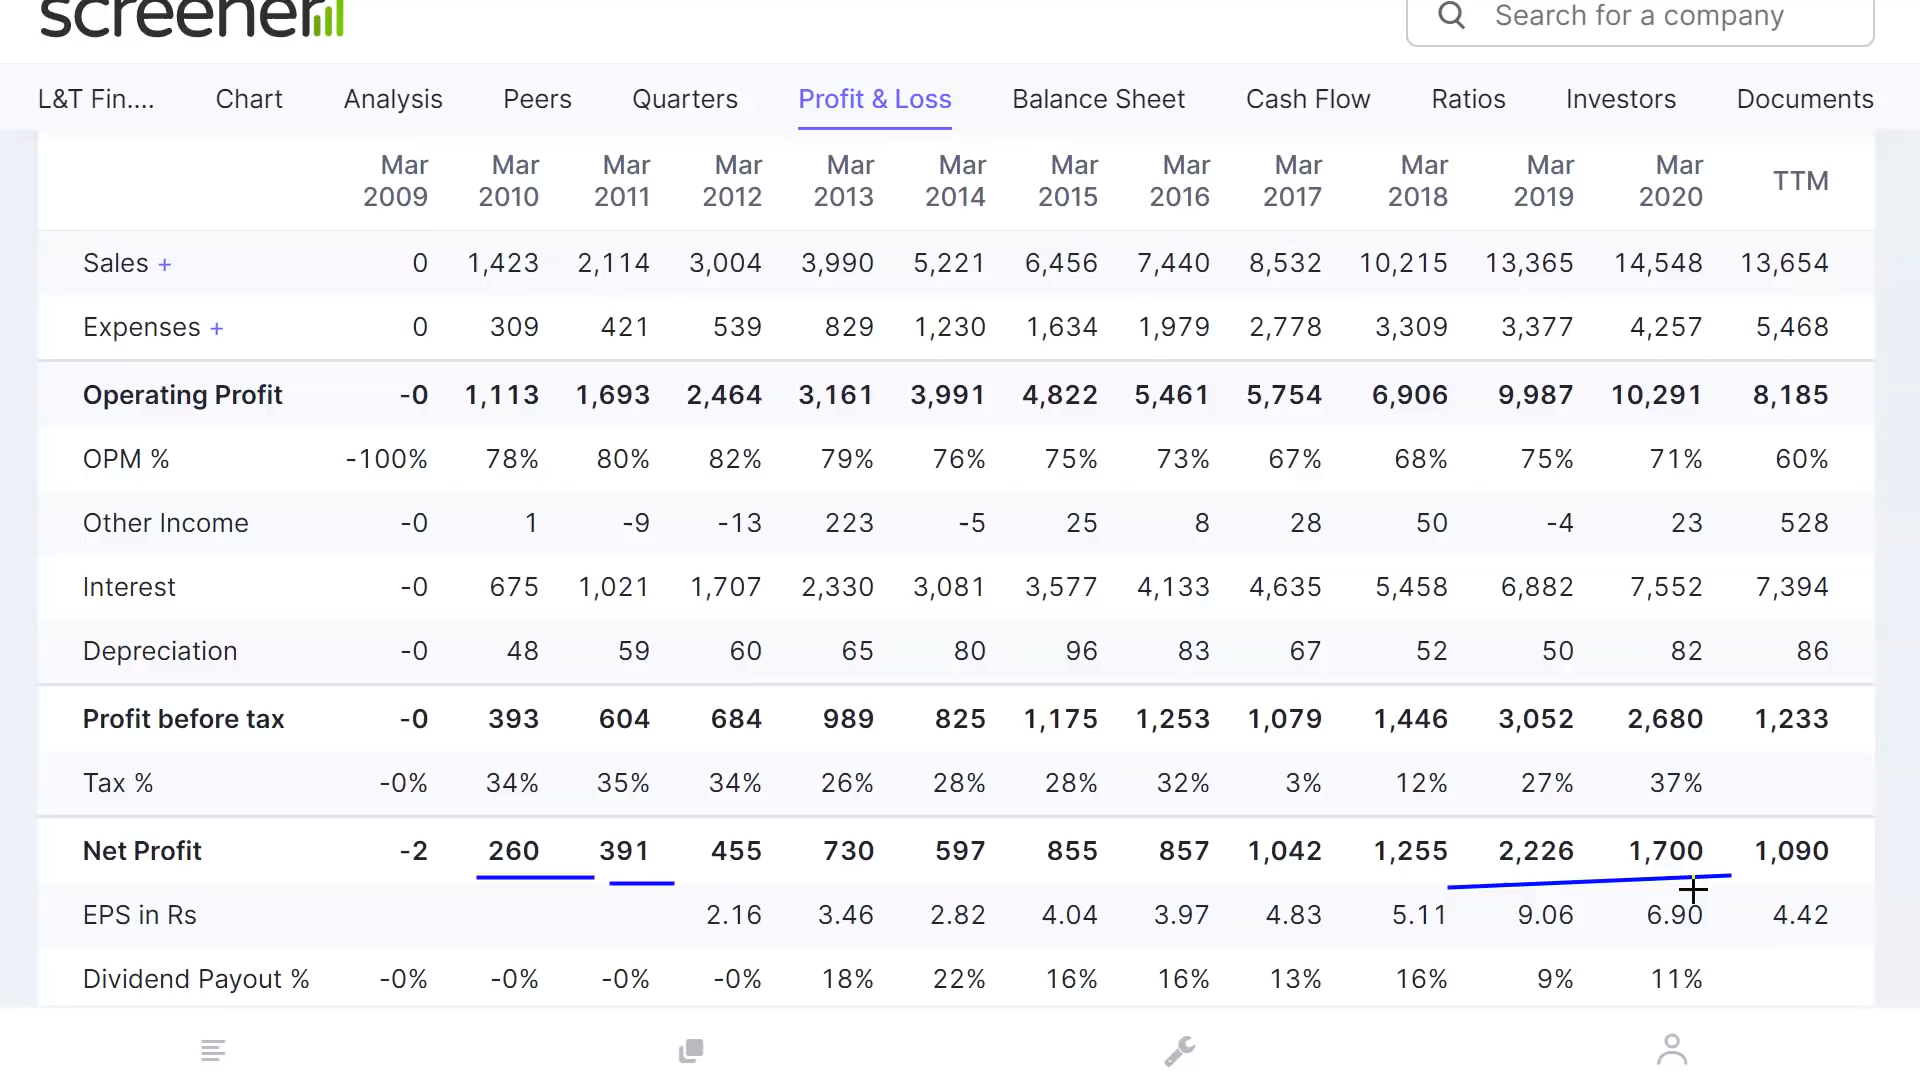 screener
Search for a company
L&T Fin.... Chart Analysis Peers Quarters Profit & Loss Balance Sheet Cash Flow Ratios Investors Documents
Mar 2009 Mar 2010 Mar 2011 Mar 2012 Mar 2013 Mar 2014 Mar 2015 Mar 2016 Mar 2017 Mar 2018 Mar 2019 Mar 2020 TTM
Sales + 0 1,423 2,114 3,004 3,990 5,221 6,456 7,440 8,532 10,215 13,365 14,548 13,654
Expenses + 0 309 421 539 829 1,230 1,634 1,979 2,778 3,309 3,377 4,257 5,468
Operating Profit -0 1,113 1,693 2,464 3,161 3,991 4,822 5,461 5,754 6,906 9,987 10,291 8,185
OPM % -100% 78% 80% 82% 79% 76% 75% 73% 67% 68% 75% 71% 60%
Other Income -0 1 -9 -13 223 -5 25 8 28 50 -4 23 528
Interest -0 675 1,021 1,707 2,330 3,081 3,577 4,133 4,635 5,458 6,882 7,552 7,394
Depreciation -0 48 59 60 65 80 96 83 67 52 50 82 86
Profit before tax -0 393 604 684 989 825 1,175 1,253 1,079 1,446 3,052 2,680 1,233
Tax % -0% 34% 35% 34% 26% 28% 28% 32% 3% 12% 27% 37%
Net Profit -2 260 391 455 730 597 855 857 1,042 1,255 2,226 1,700 1,090
EPS in Rs 2.16 3.46 2.82 4.04 3.97 4.83 5.11 9.06 6.90 4.42
Dividend Payout % -0% -0% -0% -0% 18% 22% 16% 16% 13% 16% 9% 11%